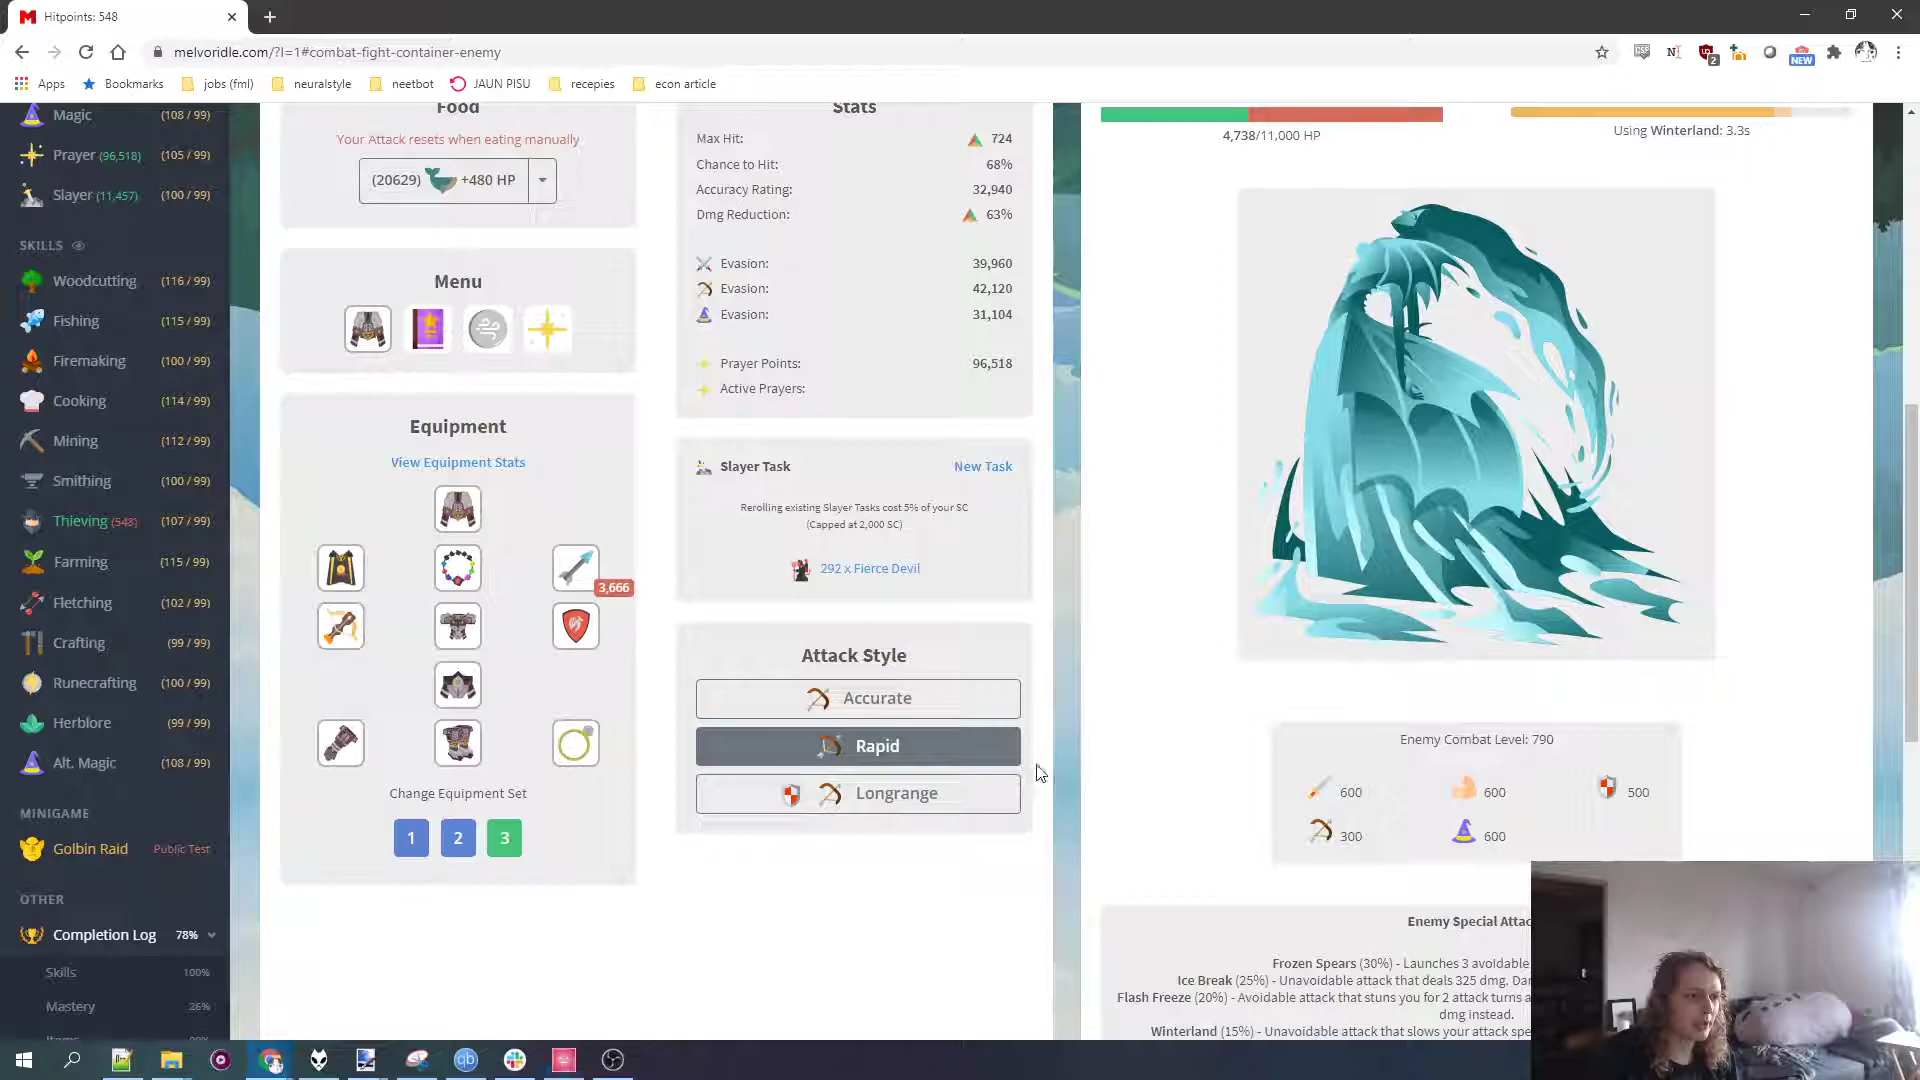 Hitpoints: 548
melvoridle.com/?l=1#combat-fight-container-enemy
2
NEW
Apps
Bookmarks
jobs (fml)
neuralstyle
neetbot
JAUN PISU
recepies
econ article
Magic (108 / 99)
Prayer (96,518) (105 / 99)
Slayer (11,457) (100 / 99)
SKILLS
Woodcutting (116 / 99)
Fishing (115 / 99)
Firemaking (100 / 99)
Cooking (114 / 99)
Mining (112 / 99)
Smithing (100 / 99)
Thieving (548) (107 / 99)
Farming (115 / 99)
Fletching (102 / 99)
Crafting (99 / 99)
Runecrafting (100 / 99)
Herblore (99 / 99)
Alt. Magic (108 / 99)
MINIGAME
Golbin Raid Public Test
OTHER
Completion Log 78%
Skills 100%
Mastery 26%
Food
Your Attack resets when eating manually
(20629) +480 HP
Menu
Equipment
View Equipment Stats
3,666
Change Equipment Set
1 2 3
Stats
Max Hit: 724
Chance to Hit: 68%
Accuracy Rating: 32,940
Dmg Reduction: 63%
Evasion: 39,960
Evasion: 42,120
Evasion: 31,104
Prayer Points: 96,518
Active Prayers:
Slayer Task New Task
Rerolling existing Slayer Tasks cost 5% of your SC
(Capped at 2,000 SC)
292 x Fierce Devil
Attack Style
Accurate
Rapid
Longrange
4,738/11,000 HP
Using Winterland: 3.3s
Enemy Combat Level: 790
600 600 500
300 600
Enemy Special Attac
Frozen Spears (30%) - Launches 3 avoidable
Ice Break (25%) - Unavoidable attack that deals 325 dmg. Da
Flash Freeze (20%) - Avoidable attack that stuns you for 2 attack turns a
dmg instead.
Winterland (15%) - Unavoidable attack that slows your attack spe
qb